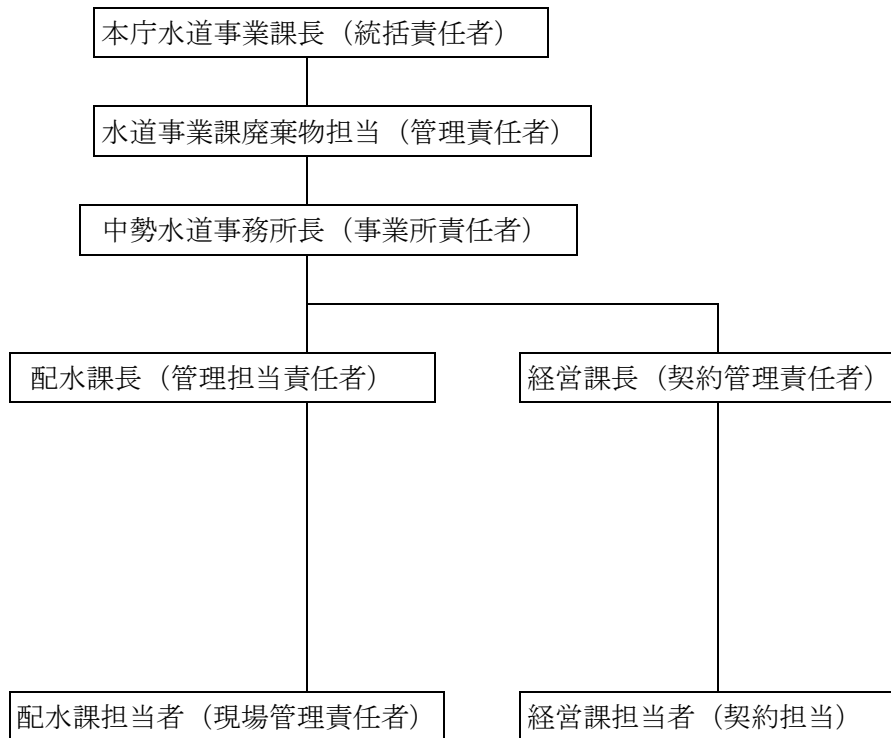 本庁水道事業課長（統括責任者）
水道事業課廃棄物担当（管理責任者）
中勢水道事務所長（事業所責任者）
配水課長（管理担当責任者）
経営課長（契約管理責任者）
配水課担当者（現場管理責任者）
経営課担当者（契約担当）